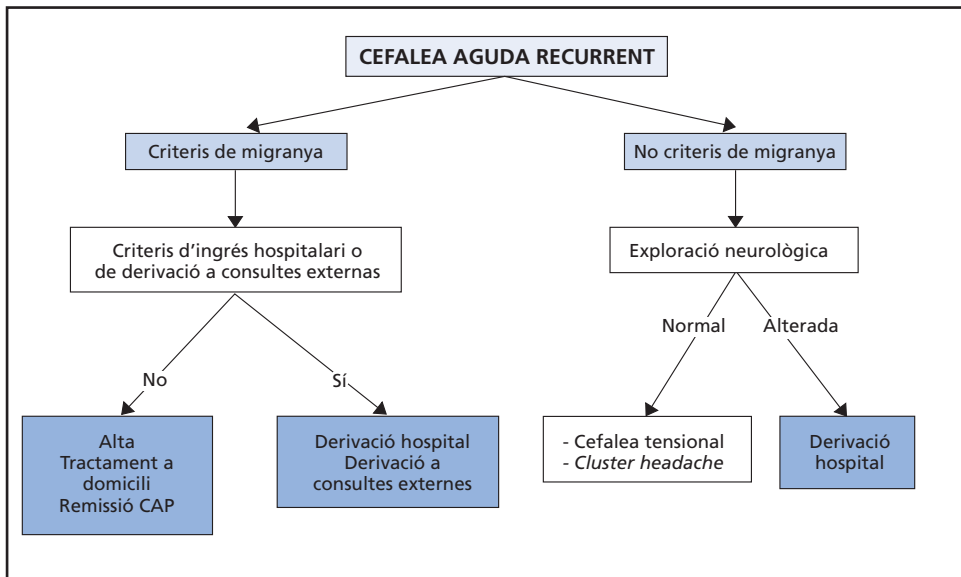 CEFALEA AGUDA RECURRENT
Criteris de migranya
No criteris de migranya
Criteris d'ingrés hospitalari o
de derivació a consultes externas
Exploració neurològica
Normal
Alterada
No
Sí
Alta
Tractament a
domicili
Remissió CAP
Derivació hospital
Derivació a
consultes externes
- Cefalea tensional
- Cluster headache
Derivació
hospital